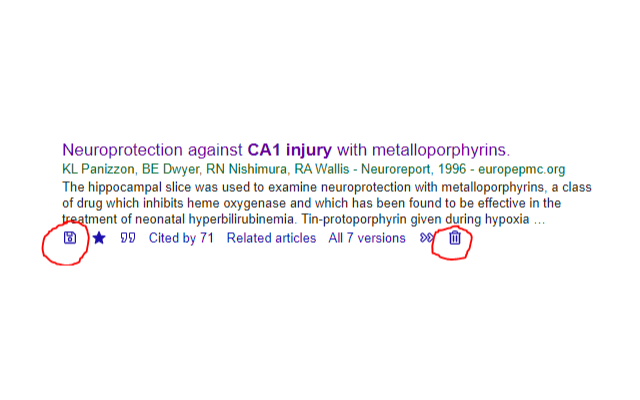 Neuroprotection against CA1 injury with metalloporphyrins.
KL Panizzon, BE Dwyer, RN Nishimura, RA Wallis - Neuroreport, 1996 - europepmc.org
The hippocampal slice was used to examine neuroprotection with metalloporphyrins, a class
of drug which inhibits heme oxygenase and which has been found to be effective in the
treatment of neonatal hyperbilirubinemia. Tin-protoporphyrin given during hypoxia ...
Cited by 71 Related articles All 7 versions